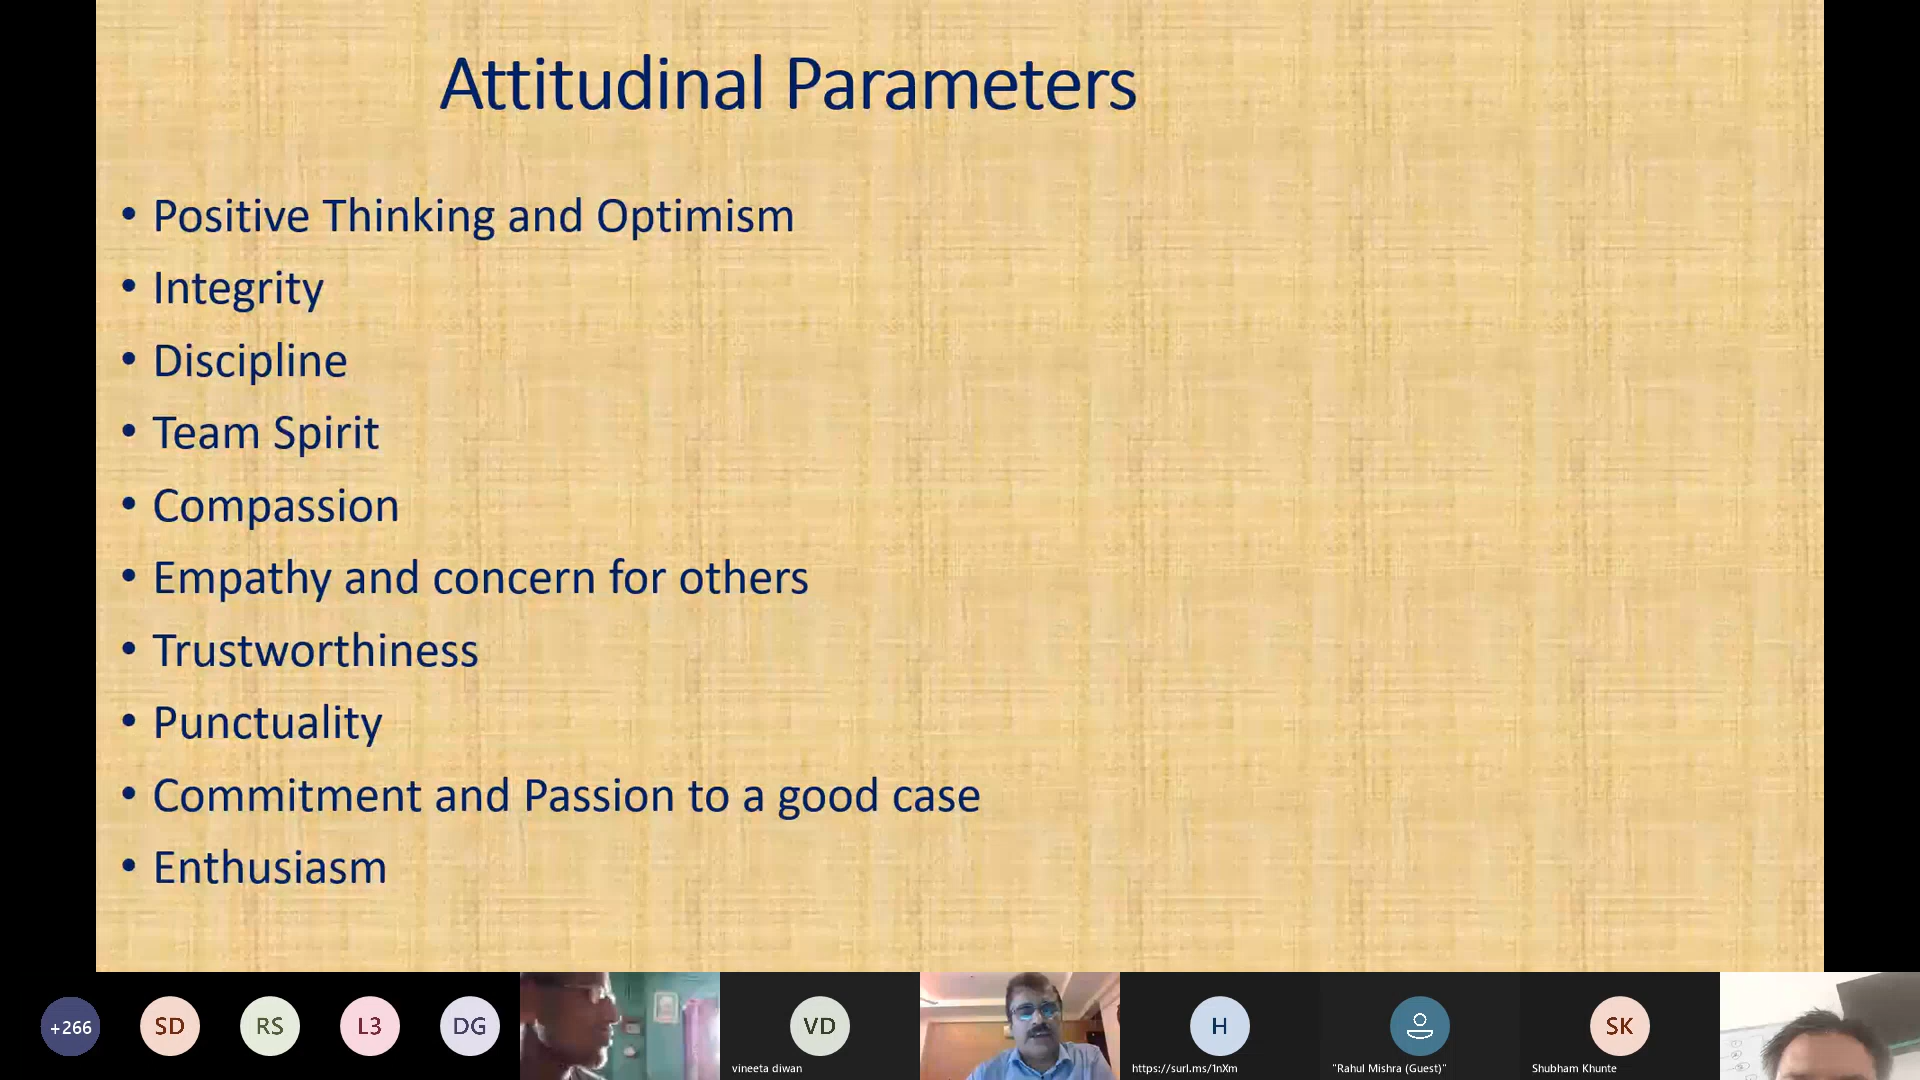 Attitudinal Parameters
• Positive Thinking and Optimism
• Integrity
• Discipline
• Team Spirit
• Compassion
• Empathy and concern for others
• Trustworthiness
• Punctuality
• Commitment and Passion to a good case
• Enthusiasm
+266
SD
RS
L3
DG
VD
vineeta diwan
H
https://surl.ms/1nXm
"Rahul Mishra (Guest)"
SK
Shubham Khunte